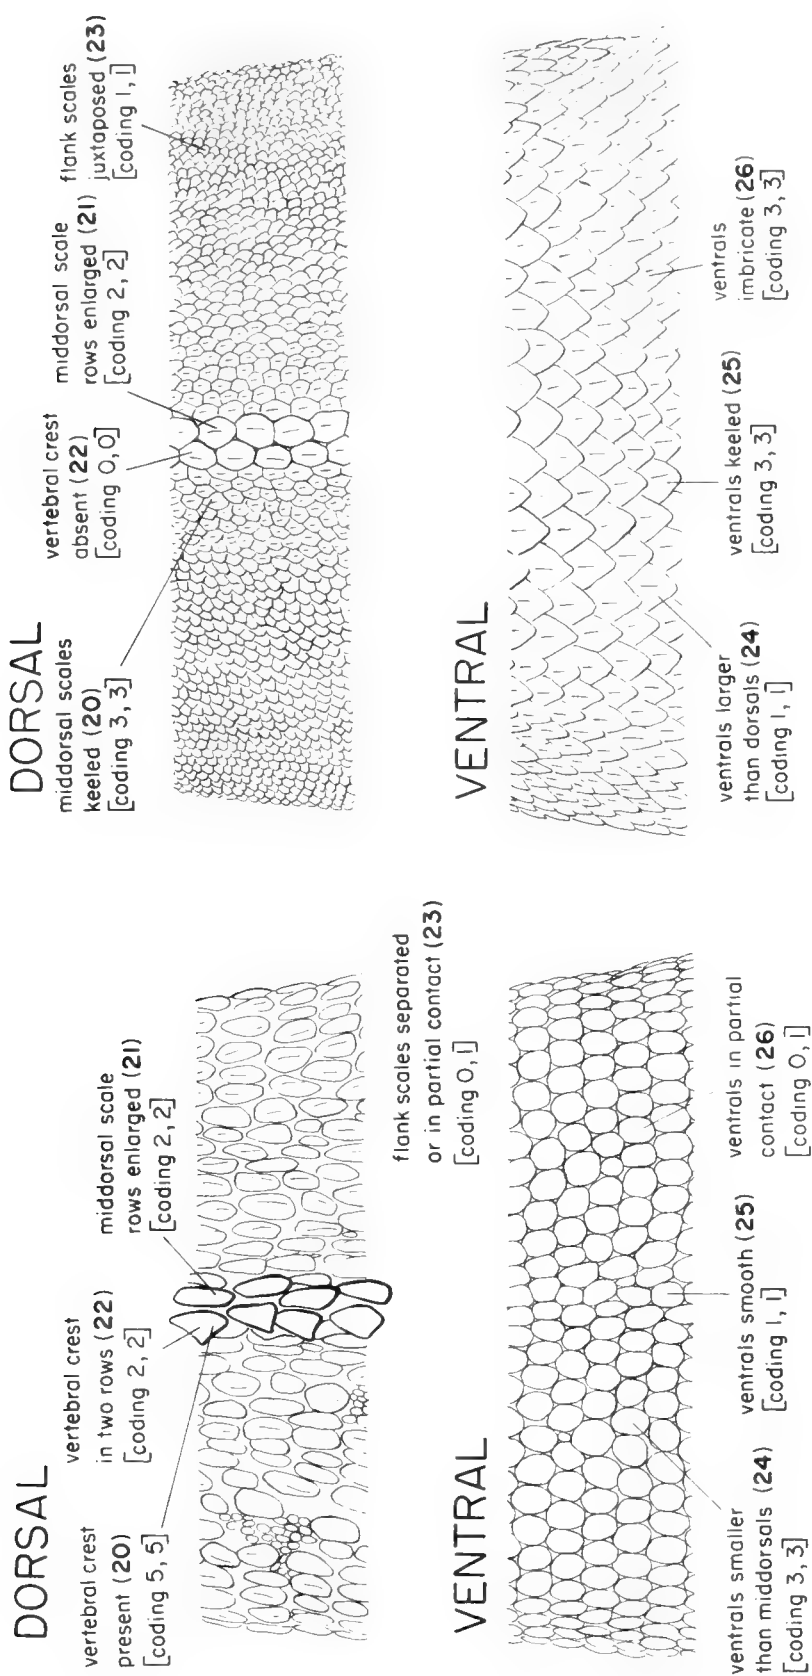 DORSAL
vertebral crest
present (20)
[coding 5, 5]
vertebral crest
in two rows (22)
[coding 2, 2]
middorsal scale
rows enlarged (21)
[coding 2, 2]
flank scales separated
or in partial contact (23)
[coding 0, 1]
VENTRAL
ventrals smaller
than middorsals (24)
[coding 3, 3]
ventrals smooth (25)
[coding 1, 1]
ventrals in partial
contact (26)
[coding 0, 1]
DORSAL
middorsal scales
keeled (20)
[coding 3, 3]
vertebral crest
absent (22)
[coding 0, 0]
middorsal scale
rows enlarged (21)
[coding 2, 2]
flank scales
juxtaposed (23)
[coding 1, 1]
VENTRAL
ventrals larger
than dorsals (24)
[coding 1, 1]
ventrals keeled (25)
[coding 3, 3]
ventrals
imbricate (26)
[coding 3, 3]